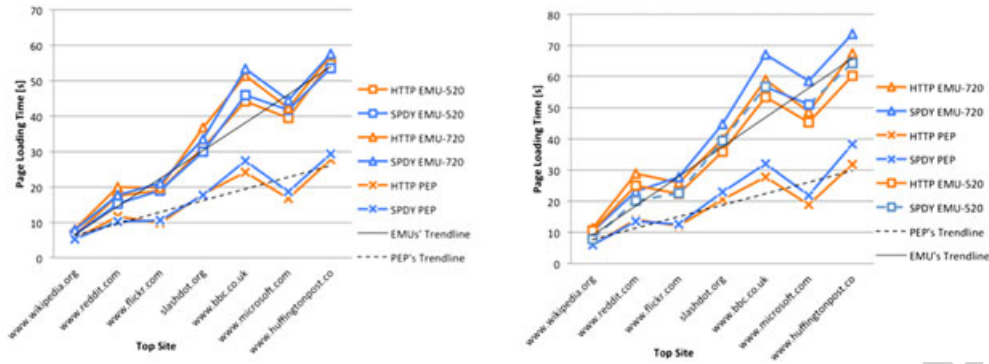 70
60
50
40
30
20
10
0
Page Loading Time [s]
www.wikipedia.org
www.reddit.com
www.flickr.com
slashdot.org
www.bbc.co.uk
www.microsoft.com
www.huffingtonpost.co
Top Site
HTTP EMU-520
SPDY EMU-520
HTTP EMU-720
SPDY EMU-720
HTTP PEP
SPDY PEP
EMUs' Trendline
PEP's Trendline
80
70
60
50
40
30
20
10
0
Page Loading Time [s]
www.wikipedia.org
www.reddit.com
www.flickr.com
slashdot.org
www.bbc.co.uk
www.microsoft.com
www.huffingtonpost.co
Top Site
HTTP EMU-720
SPDY EMU-720
HTTP PEP
SPDY PEP
HTTP EMU-520
SPDY EMU-520
PEP's Trendline
EMU's Trendline